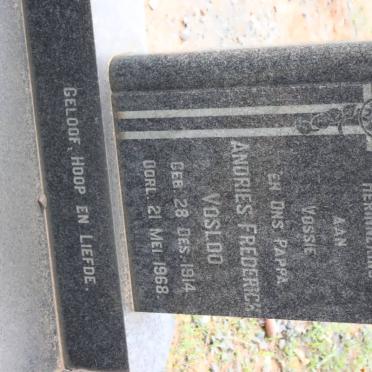 AAN
VOSSIE
EN ONS PAPPA.
ANDRIES FREDERICK
VOSLOO
GEB. 28 DES. 1914
OORL. 21 MEI 1968.
GELOOF, HOOP EN LIEFDE.